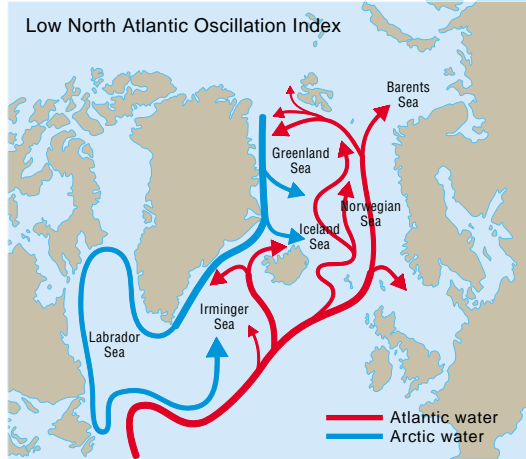 Low North Atlantic Oscillation Index
Barents
Sea
Greenland
Sea
Norwegian
Sea
Iceland
Sea
Irminger
Sea
Labrador
Sea
Atlantic water
Arctic water